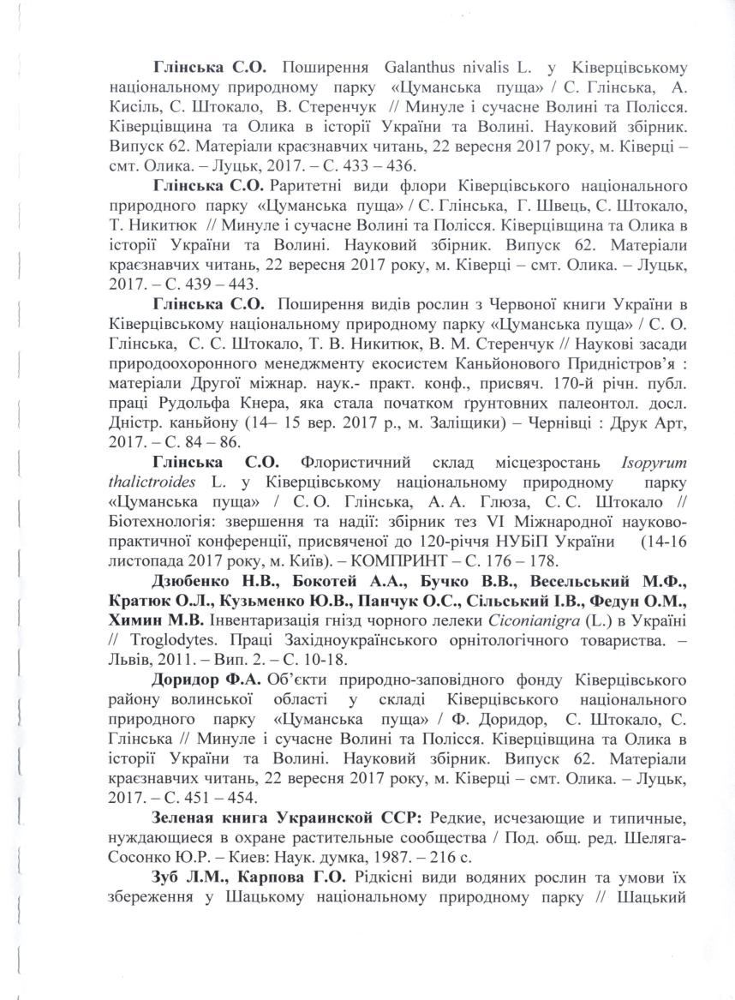 Глінська С.О. Поширення Galanthus nivalis L. у Ківерцівському
національному природному парку «Цуманська пуща» / С. Глінська, А.
Кисіль, С. Штокало, В. Стеренчук // Минуле і сучасне Волині та Полісся.
Ківерцівщина та Олика в історії України та Волині. Науковий збірник.
Випуск 62. Матеріали краєзнавчих читань, 22 вересня 2017 року, м. Ківерці –
смт. Олика. – Луцьк, 2017. – С. 433 – 436.
Глінська С.О. Раритетні види флори Ківерцівського національного
природного парку «Цуманська пуща» / С. Глінська, Г. Швець, С. Штокало,
Т. Никитюк // Минуле і сучасне Волині та Полісся. Ківерцівщина та Олика в
історії України та Волині. Науковий збірник. Випуск 62. Матеріали
краєзнавчих читань, 22 вересня 2017 року, м. Ківерці – смт. Олика. – Луцьк,
2017. – С. 439 – 443.
Глінська С.О. Поширення видів рослин з Червоної книги України в
Ківерцівському національному природному парку «Цуманська пуща» / С. О.
Глінська, С. С. Штокало, Т. В. Никитюк, В. М. Стеренчук // Наукові засади
природоохоронного менеджменту екосистем Каньйонового Придністров’я :
матеріали Другої міжнар. наук.- практ. конф., присвяч. 170-й річн. публ.
праці Рудольфа Кнера, яка стала початком ґрунтовних палеонтол. досл.
Дністр. каньйону (14– 15 вер. 2017 р., м. Заліщики) – Чернівці : Друк Арт,
2017. – С. 84 – 86.
Глінська С.О. Флористичний склад місцезростань Isopyrum
thalictroides L. у Ківерцівському національному природному парку
«Цуманська пуща» / С. О. Глінська, А. А. Глюза, С. С. Штокало //
Біотехнологія: звершення та надії: збірник тез VI Міжнародної науково-
практичної конференції, присвяченої до 120-річчя НУБіП України (14-16
листопада 2017 року, м. Київ). – КОМПРИНТ – С. 176 – 178.
Дзюбенко Н.В., Бокотей А.А., Бучко В.В., Весельський М.Ф.,
Кратюк О.Л., Кузьменко Ю.В., Панчук О.С., Сільський І.В., Федун О.М.,
Химин М.В. Інвентаризація гнізд чорного лелеки Ciconianigra (L.) в Україні
// Troglodytes. Праці Західноукраїнського орнітологічного товариства. –
Львів, 2011. – Вип. 2. – С. 10-18.
Доридор Ф.А. Об’єкти природно-заповідного фонду Ківерцівського
району волинської області у складі Ківерцівського національного
природного парку «Цуманська пуща» / Ф. Доридор, С. Штокало, С.
Глінська // Минуле і сучасне Волині та Полісся. Ківерцівщина та Олика в
історії України та Волині. Науковий збірник. Випуск 62. Матеріали
краєзнавчих читань, 22 вересня 2017 року, м. Ківерці – смт. Олика. – Луцьк,
2017. – С. 451 – 454.
Зеленая книга Украинской ССР: Редкие, исчезающие и типичные,
нуждающиеся в охране растительные сообщества / Под. общ. ред. Шеляга-
Сосонко Ю.Р. – Киев: Наук. думка, 1987. – 216 с.
Зуб Л.М., Карпова Г.О. Рідкісні види водяних рослин та умови їх
збереження у Шацькому національному природному парку // Шацький